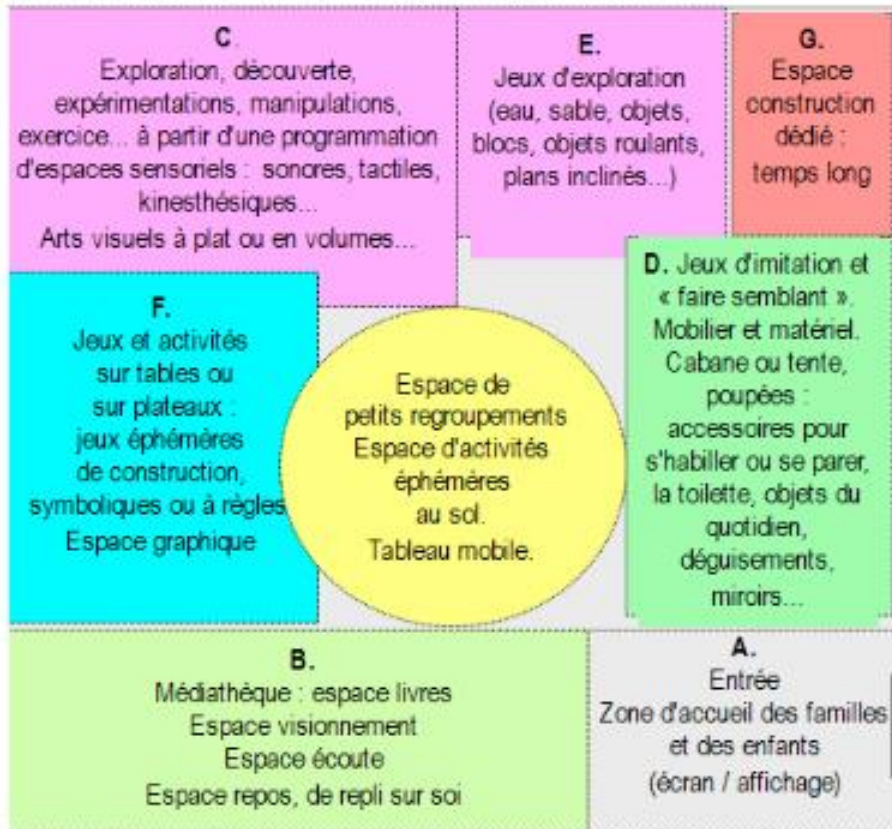 C.
Exploration, découverte,
expérimentations, manipulations,
exercice... à partir d'une programmation
d'espaces sensoriels : sonores, tactiles,
kinesthésiques...
Arts visuels à plat ou en volumes...
E.
Jeux d'exploration
(eau, sable, objets,
blocs, objets roulants,
plans inclinés...)
G.
Espace
construction
dédié :
temps long
F.
Jeux et activités
sur tables ou
sur plateaux :
jeux éphémères
de construction,
symboliques ou à règles
Espace graphique
Espace de
petits regroupements
Espace d'activités
éphémères
au sol.
Tableau mobile.
D. Jeux d'imitation et
« faire semblant ».
Mobilier et matériel.
Cabane ou tente,
poupées :
accessoires pour
s'habiller ou se parer,
la toilette, objets du
quotidien,
déguisements,
miroirs...
B.
Médiathèque : espace livres
Espace visionnement
Espace écoute
Espace repos, de repli sur soi
A.
Entrée
Zone d'accueil des familles
et des enfants
(écran / affichage)